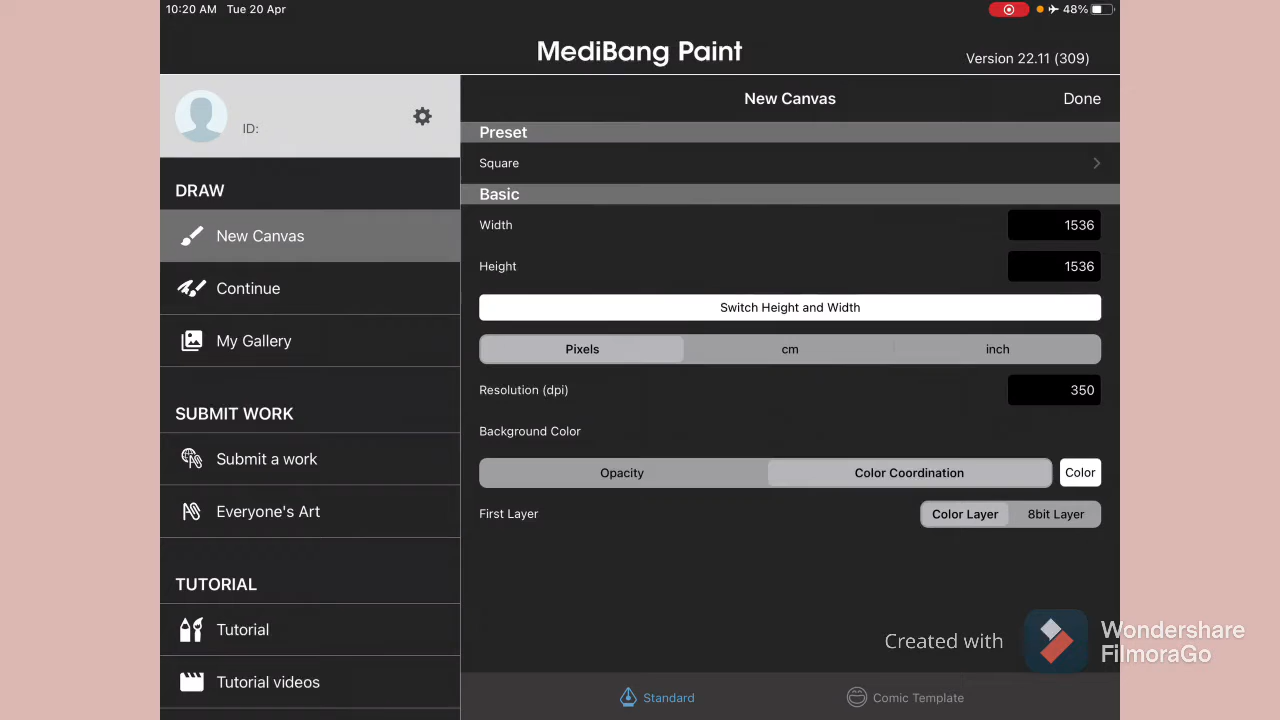 10:20 AM Tue 20 Apr
48%
MediBang Paint
Version 22.11 (309)
ID:
DRAW
New Canvas
Continue
My Gallery
SUBMIT WORK
Submit a work
Everyone's Art
TUTORIAL
Tutorial
Tutorial videos
New Canvas Done
Preset
Square
Basic
Width 1536
Height 1536
Switch Height and Width
Pixels cm inch
Resolution (dpi) 350
Background Color
Opacity Color Coordination Color
First Layer Color Layer 8bit Layer
Created with Wondershare
FilmoraGo
Standard Comic Template